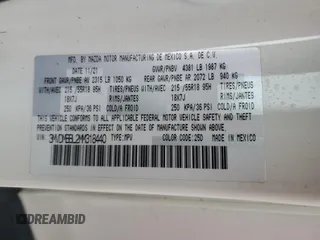 MFD. BY MAZDA MOTOR MANUFACTURING DE MEXICO S.A. DE C.V.
DATE 11/21 GVWR/PNBV 4381 LB 1987 KG
FRONT GAWR/PNBE AV 2315 LB 1050 KG REAR GAWR/PNBE AR 2072 LB 940 KG
WITH/AVEC 215 /55R18 95H TIRES/PNEUS WITH/AVEC 215 /55R18 95H TIRES/PNEUS
18X7J RIMS/JANTES 18X7J RIMS/JANTES
250 KPA/36 PSI COLD/A FROID 250 KPA/36 PSI COLD/A FROID
THIS VEHICLE CONFORMS TO ALL APPLICABLE
FEDERAL MOTOR VEHICLE SAFETY STANDARDS
IN EFFECT ON THE DATE OF MANUFACTURE
SHOWN ABOVE.
TYPE:MPV COLOR:25D MADE IN MEXICO
DREAMBID